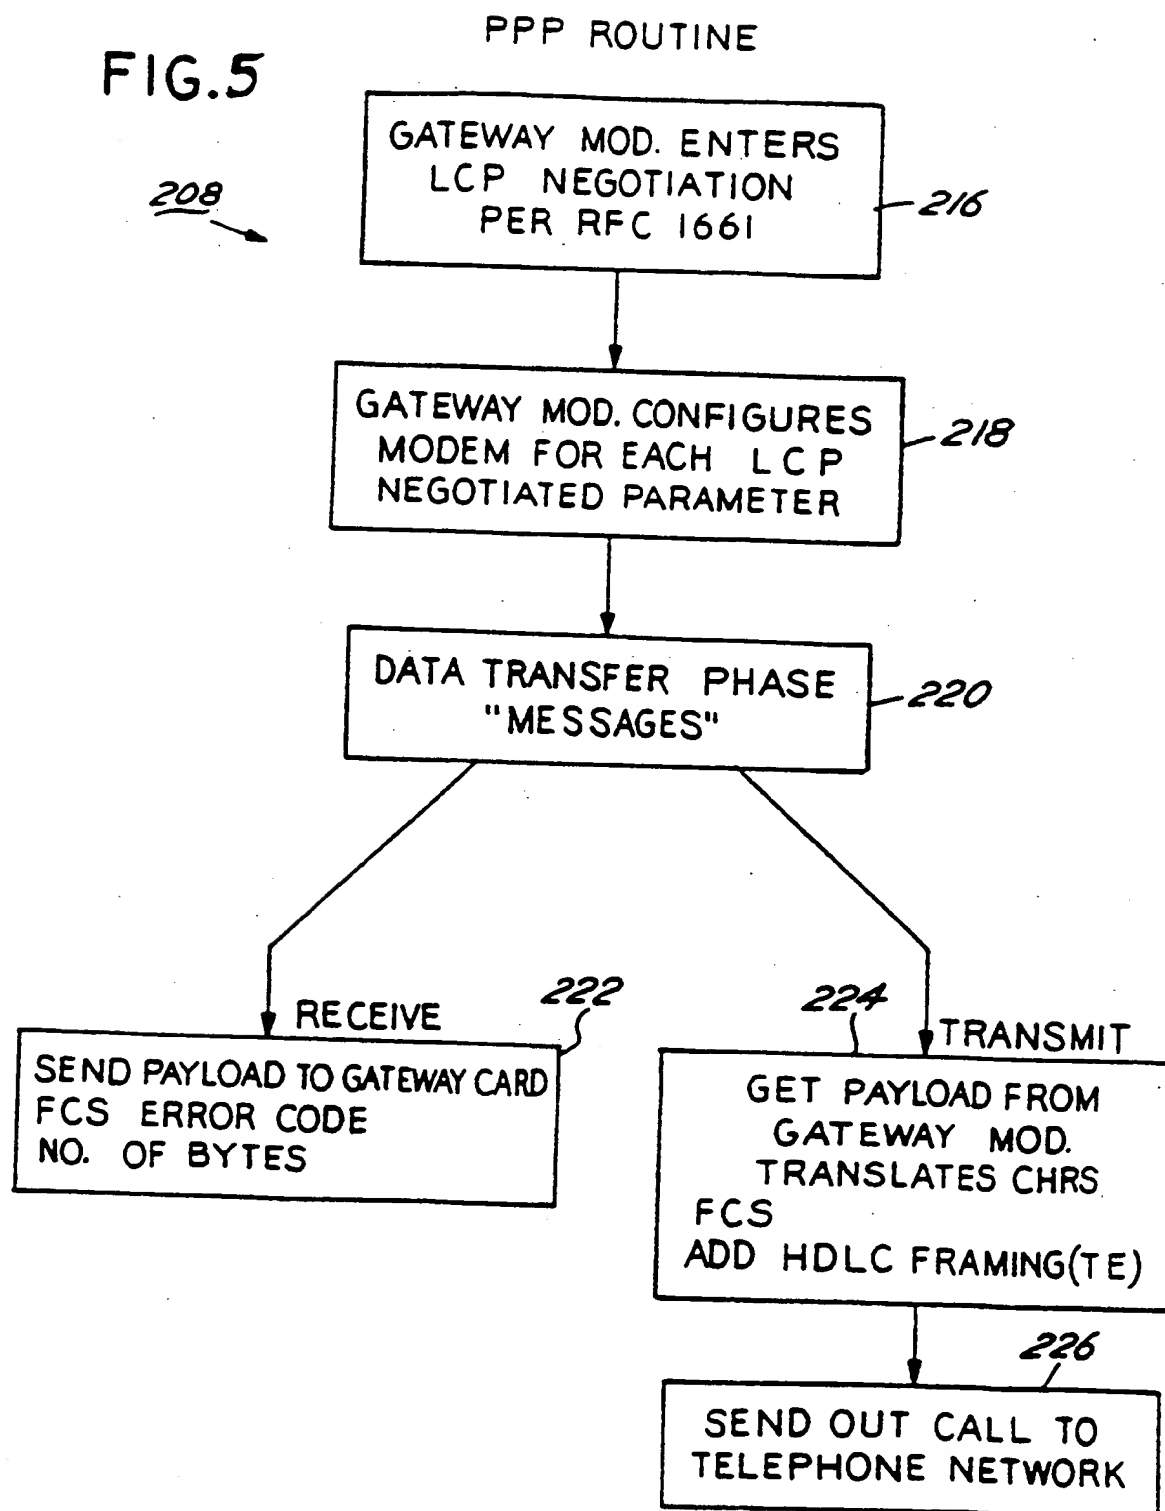 PPP ROUTINE
FIG.5
208
GATEWAY MOD. ENTERS
LCP NEGOTIATION
PER RFC 1661
216
GATEWAY MOD. CONFIGURES
MODEM FOR EACH LCP
NEGOTIATED PARAMETER
218
DATA TRANSFER PHASE
"MESSAGES"
220
RECEIVE
222
SEND PAYLOAD TO GATEWAY CARD
FCS ERROR CODE
NO. OF BYTES
224
TRANSMIT
GET PAYLOAD FROM
GATEWAY MOD.
TRANSLATES CHRS
FCS
ADD HDLC FRAMING(TE)
226
SEND OUT CALL TO
TELEPHONE NETWORK